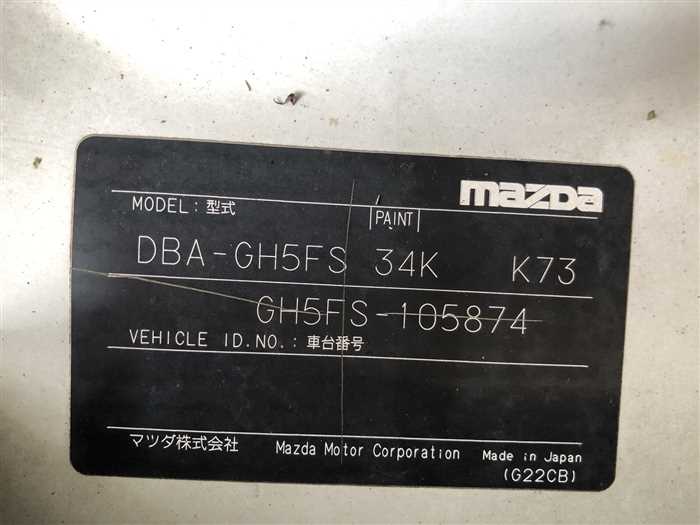 mazda
MODEL: 型式 PAINT
DBA-GH5FS 34K K73
GH5FS-105874
VEHICLE ID.NO.: 車台番号
マツダ株式会社 Mazda Motor Corporation Made in Japan
(G22CB)